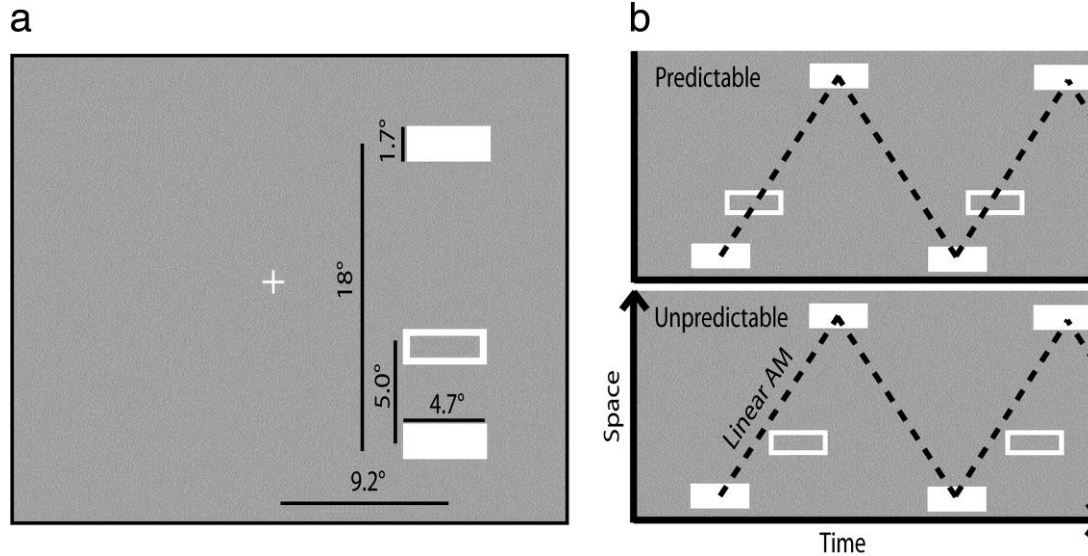 a
1.7°
18°
5.0°
4.7°
9.2°
b
Predictable
Unpredictable
Linear AM
Space
Time